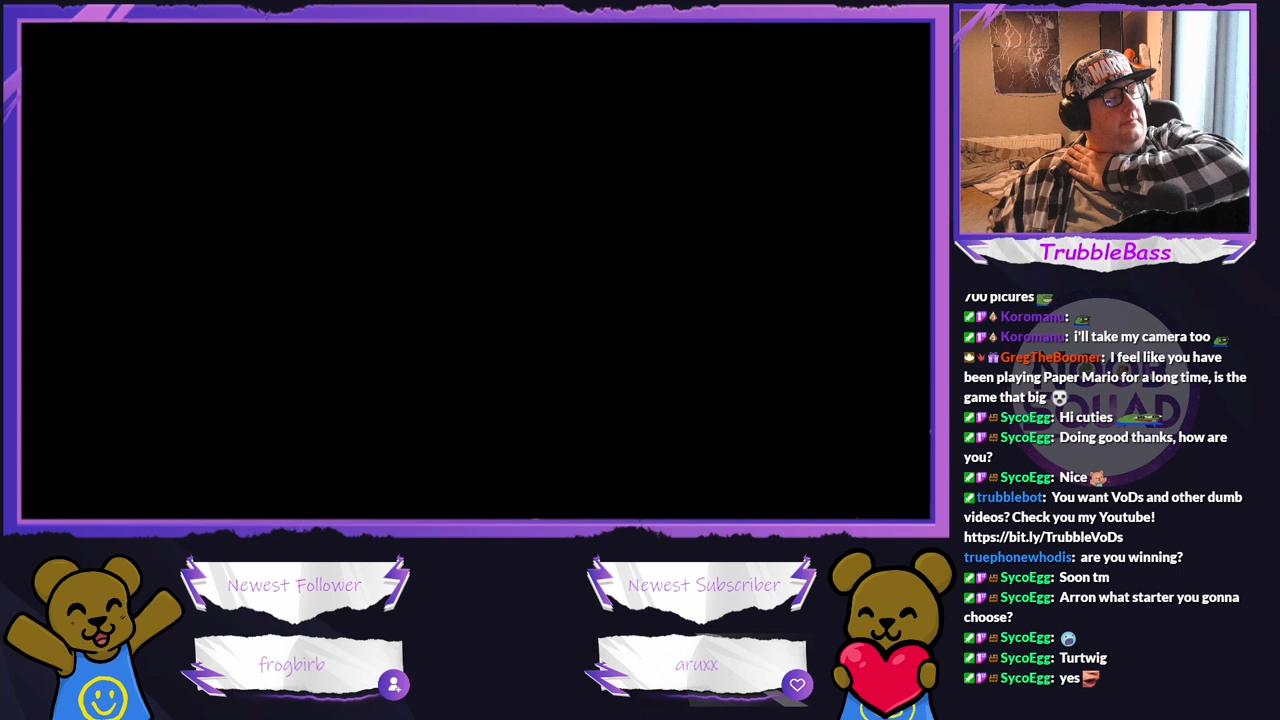 MARVEL
TrubbleBass
700 picures
Koromanu:
Koromanu: i'll take my camera too
GregTheBoomer: I feel like you have
been playing Paper Mario for a long time, is the
game that big
SycoEgg: Hi cuties
SycoEgg: Doing good thanks, how are
you?
SycoEgg: Nice
trubblebot: You want VoDs and other dumb
videos? Check you my Youtube!
https://bit.ly/TrubbleVoDs
truephonewhodis: are you winning?
SycoEgg: Soon tm
SycoEgg: Arron what starter you gonna
choose?
SycoEgg:
SycoEgg: Turtwig
SycoEgg: yes
NOOB
SQUAD
Newest Follower
frogbirb
Newest Subscriber
aruxx